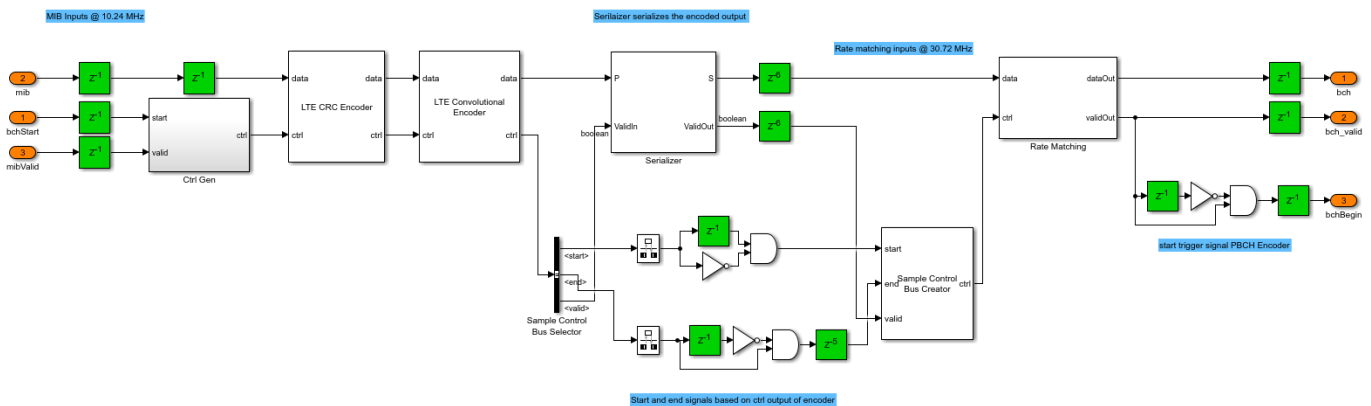 MIB Inputs @ 10.24 MHz
Serilaizer serializes the encoded output
Rate matching inputs @ 30.72 MHz
2
mib
z-1
z-1
1
bchStart
z-1
3
mibValid
z-1
start
valid
ctrl
Ctrl Gen
data
data
LTE CRC Encoder
ctrl
ctrl
data
data
LTE Convolutional
Encoder
ctrl
ctrl
P
S
boolean
ValidIn
ValidOut
boolean
Serializer
z-6
z-6
data
dataOut
ctrl
validOut
Rate Matching
z-1
1
bch
z-1
2
bch_valid
z-1
z-1
3
bchBegin
start trigger signal PBCH Encoder
<start>
<end>
<valid>
Sample Control
Bus Selector
z-1
z-1
z-5
start
end
valid
Sample Control
Bus Creator
ctrl
Start and end signals based on ctrl output of encoder